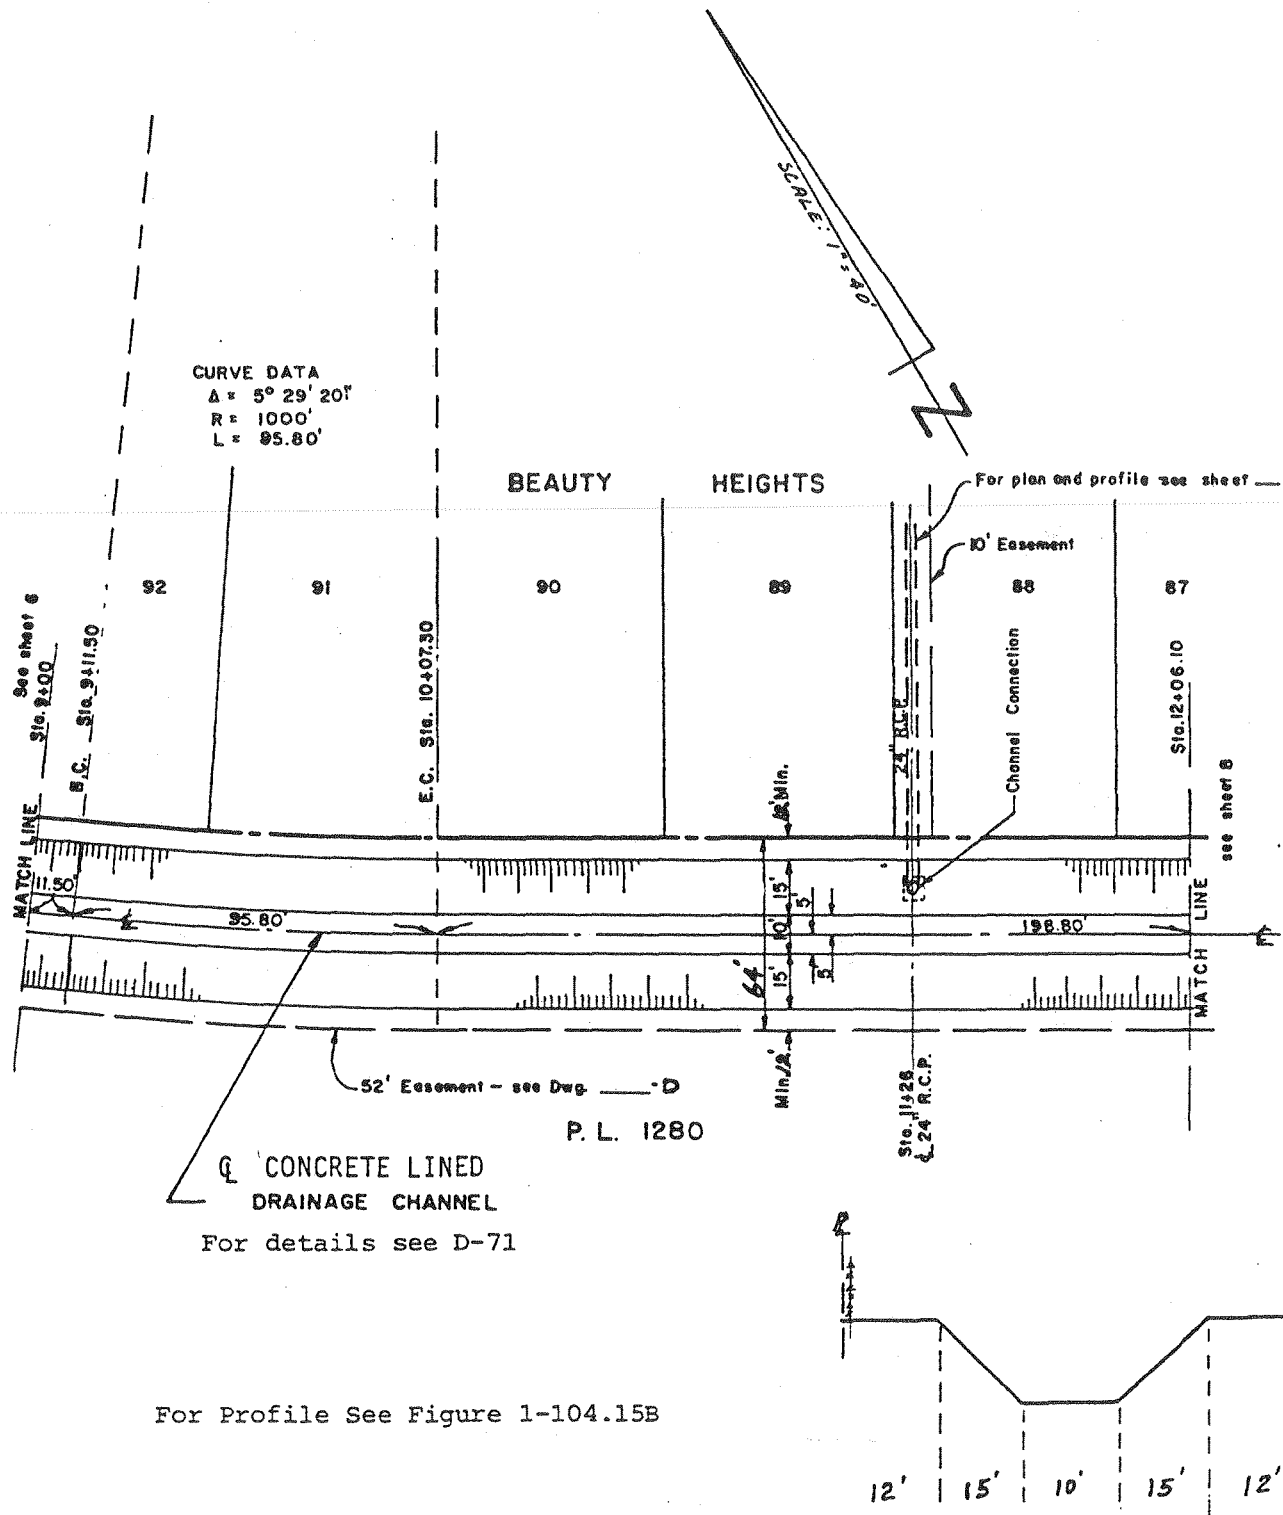 SCALE: 1" = 40'
N
CURVE DATA
Δ = 5° 29' 20"
R = 1000'
L = 95.80'
BEAUTY HEIGHTS
For plan and profile see sheet
10' Easement
92
91
90
89
88
87
See sheet 6
Sta. 9+00
B.C. Sta. 9+11.50
E.C. Sta. 10+07.30
24" R.C.P.
Channel Connection
Sta. 12+06.10
see sheet 8
MATCH LINE
12' Min.
11.50'
95.80'
15'
5'
10'
198.80'
64'
15'
5'
MATCH LINE
Min. 12'
52' Easement - see Dwg. -D
P. L. 1280
Sta. 11+26
℄ 24" R.C.P.
℄ CONCRETE LINED
DRAINAGE CHANNEL
For details see D-71
For Profile See Figure 1-104.15B
12' 15' 10' 15' 12'